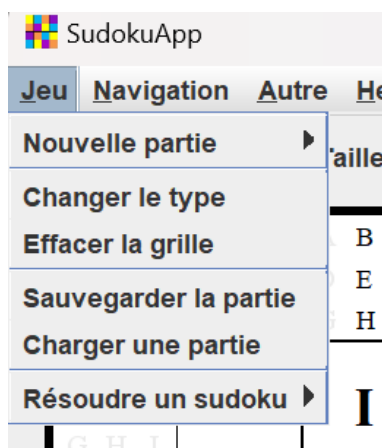 SudokuApp
Jeu Navigation Autre
Nouvelle partie
Changer le type
Effacer la grille
Sauvegarder la partie
Charger une partie
Résoudre un sudoku
B
E
H
I
G H I